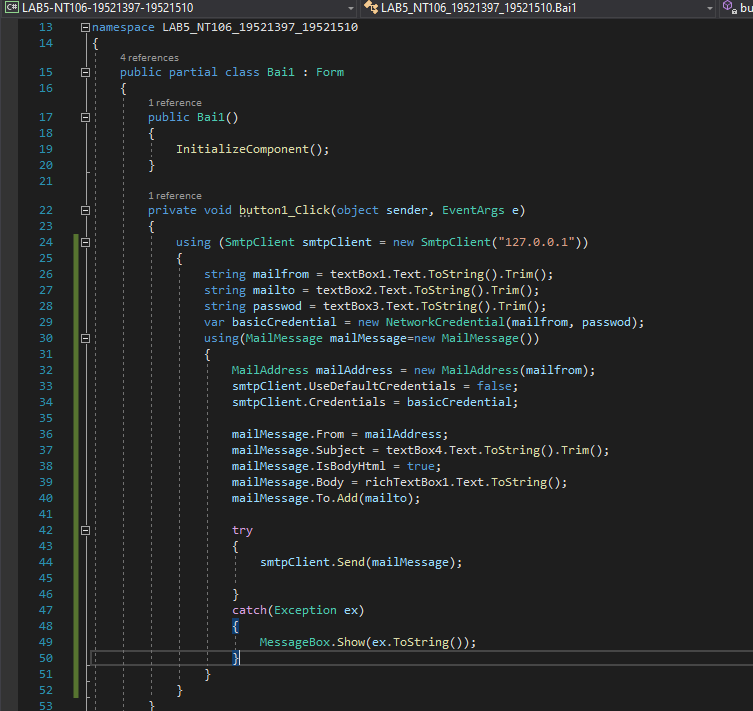 C# LAB5-NT106-19521397-19521510 LAB5_NT106_19521397_19521510.Bai1 bu
13 namespace LAB5_NT106_19521397_19521510
14 {
4 references
15 public partial class Bai1 : Form
16 {
1 reference
17 public Bai1()
18 {
19 InitializeComponent();
20 }
21
1 reference
22 private void button1_Click(object sender, EventArgs e)
23 {
24 using (SmtpClient smtpClient = new SmtpClient("127.0.0.1"))
25 {
26 string mailfrom = textBox1.Text.ToString().Trim();
27 string mailto = textBox2.Text.ToString().Trim();
28 string passwod = textBox3.Text.ToString().Trim();
29 var basicCredential = new NetworkCredential(mailfrom, passwod);
30 using(MailMessage mailMessage=new MailMessage())
31 {
32 MailAddress mailAddress = new MailAddress(mailfrom);
33 smtpClient.UseDefaultCredentials = false;
34 smtpClient.Credentials = basicCredential;
35
36 mailMessage.From = mailAddress;
37 mailMessage.Subject = textBox4.Text.ToString().Trim();
38 mailMessage.IsBodyHtml = true;
39 mailMessage.Body = richTextBox1.Text.ToString();
40 mailMessage.To.Add(mailto);
41
42 try
43 {
44 smtpClient.Send(mailMessage);
45
46 }
47 catch(Exception ex)
48 {
49 MessageBox.Show(ex.ToString());
50 }
51 }
52 }
53 }